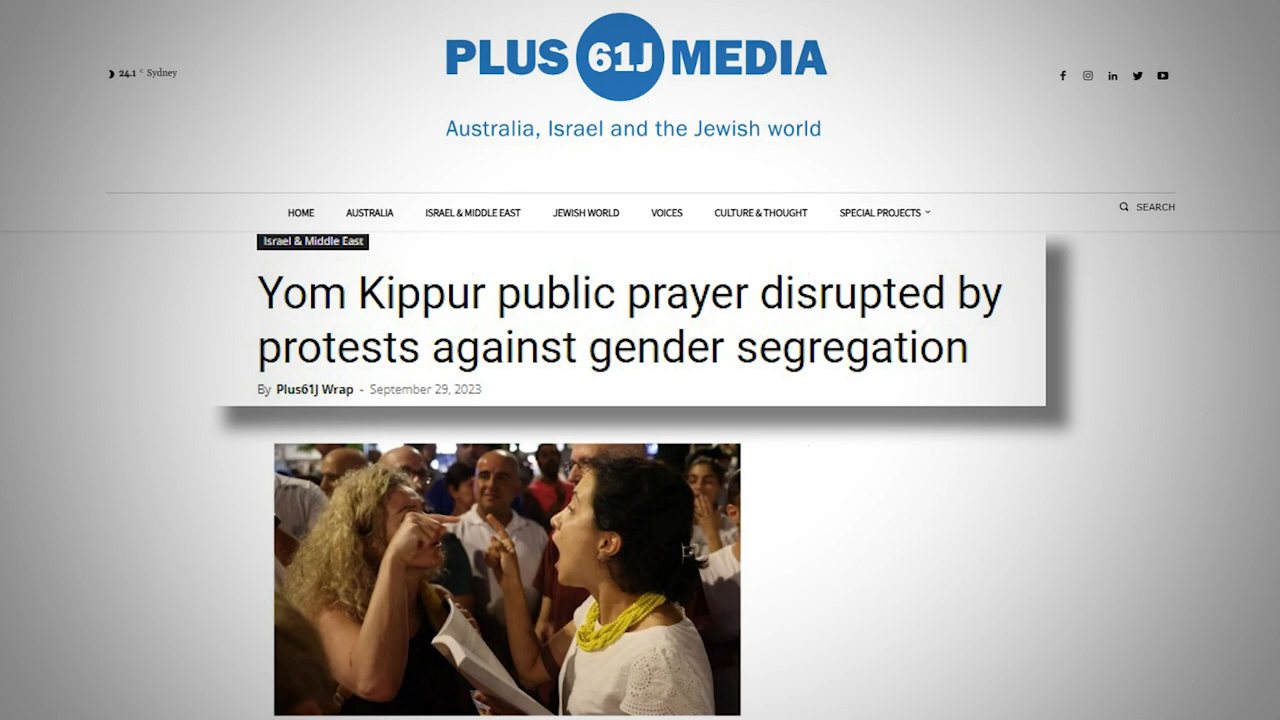 PLUS 61J MEDIA
24.1 C Sydney
Australia, Israel and the Jewish world
HOME AUSTRALIA ISRAEL & MIDDLE EAST JEWISH WORLD VOICES CULTURE & THOUGHT SPECIAL PROJECTS SEARCH
Israel & Middle East
Yom Kippur public prayer disrupted by
protests against gender segregation
By Plus61J Wrap - September 29, 2023